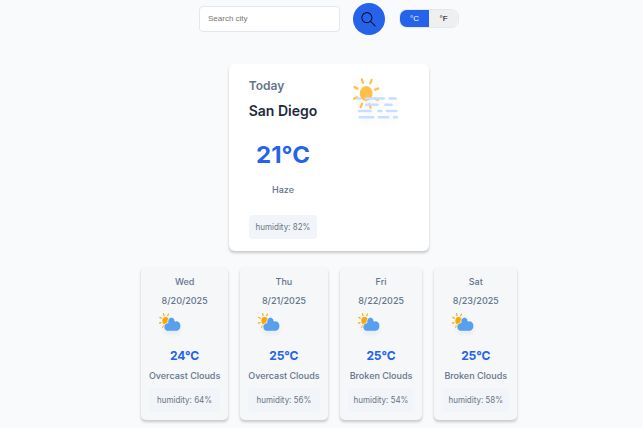 Search city
°C
°F
Today
San Diego
21°C
Haze
humidity: 82%
Wed
8/20/2025
24°C
Overcast Clouds
humidity: 64%
Thu
8/21/2025
25°C
Overcast Clouds
humidity: 56%
Fri
8/22/2025
25°C
Broken Clouds
humidity: 54%
Sat
8/23/2025
25°C
Broken Clouds
humidity: 58%